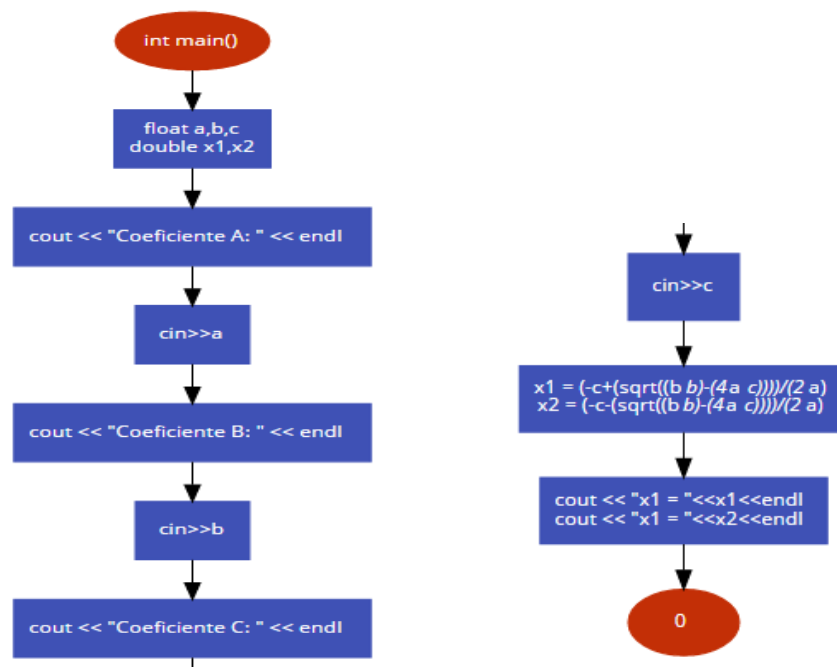 int main()
float a,b,c
double x1,x2
cout << "Coeficiente A: " << endl
cin>>a
cout << "Coeficiente B: " << endl
cin>>b
cout << "Coeficiente C: " << endl
cin>>c
x1 = (-c+(sqrt((b b)-(4a c))))/(2 a)
x2 = (-c-(sqrt((b b)-(4a c))))/(2 a)
cout << "x1 = "<<x1<<endl
cout << "x1 = "<<x2<<endl
0